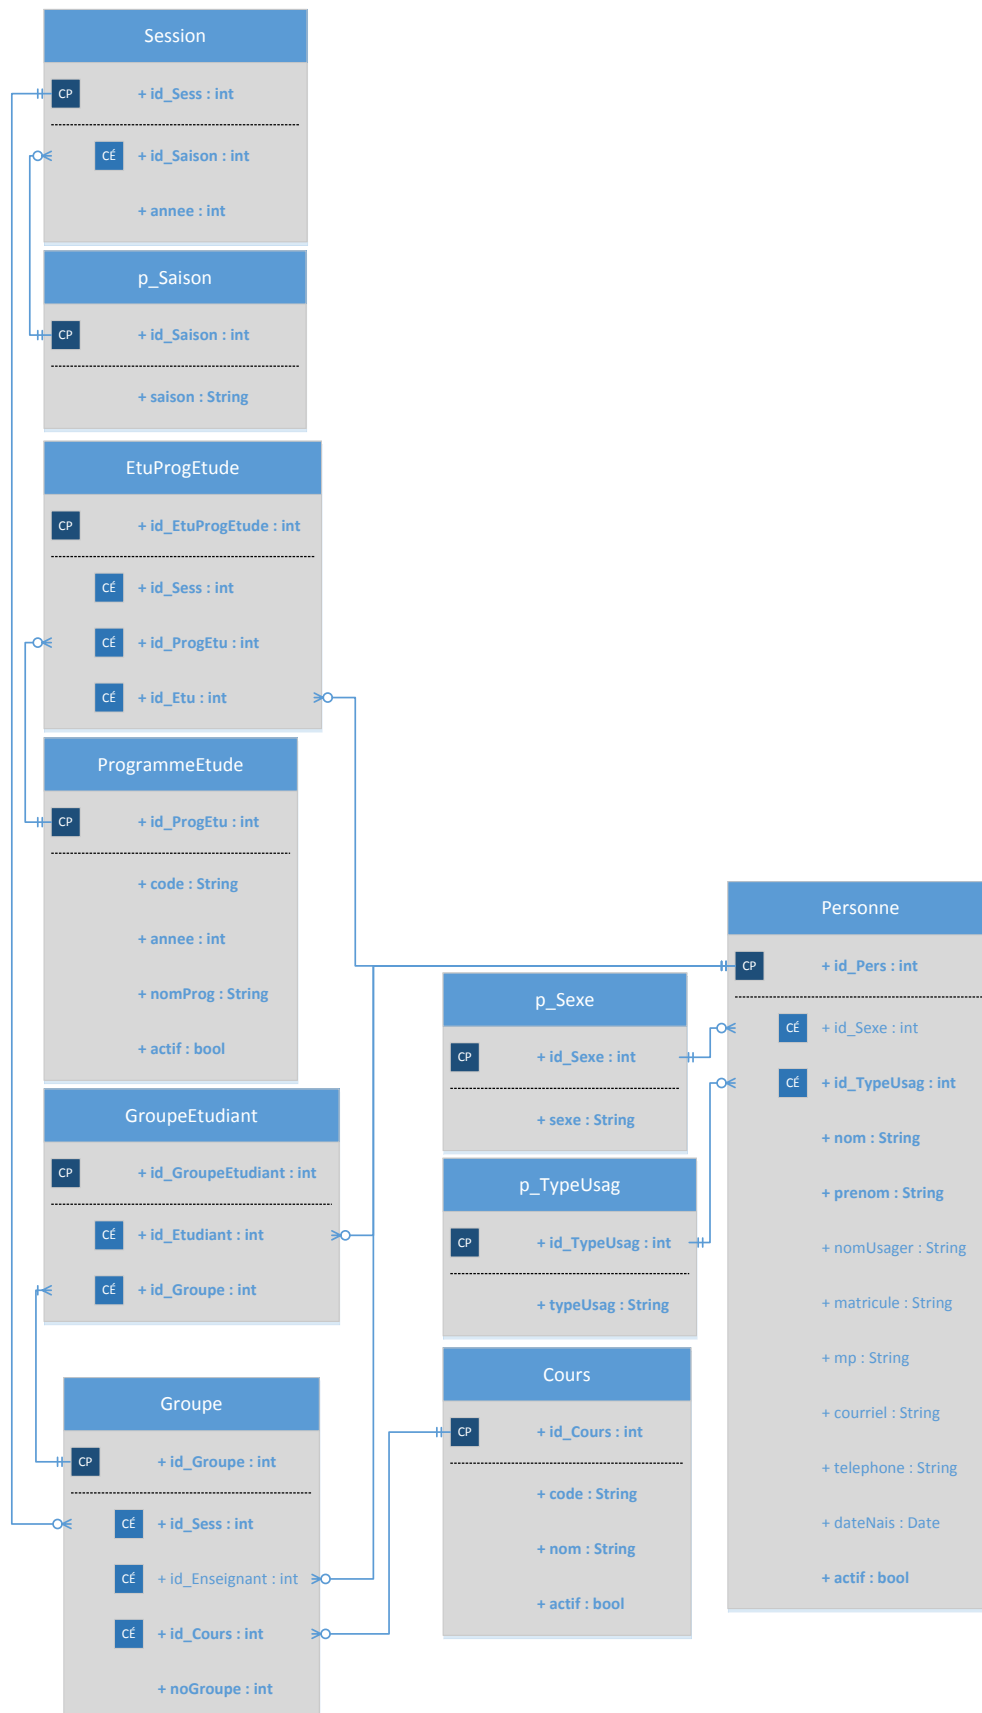 Session
CP + id_Sess : int
CÉ + id_Saison : int
+ annee : int
p_Saison
CP + id_Saison : int
+ saison : String
EtuProgEtude
CP + id_EtuProgEtude : int
CÉ + id_Sess : int
CÉ + id_ProgEtu : int
CÉ + id_Etu : int
ProgrammeEtude
CP + id_ProgEtu : int
+ code : String
+ annee : int
+ nomProg : String
+ actif : bool
GroupeEtudiant
CP + id_GroupeEtudiant : int
CÉ + id_Etudiant : int
CÉ + id_Groupe : int
Groupe
CP + id_Groupe : int
CÉ + id_Sess : int
CÉ + id_Enseignant : int
CÉ + id_Cours : int
+ noGroupe : int
p_Sexe
CP + id_Sexe : int
+ sexe : String
p_TypeUsag
CP + id_TypeUsag : int
+ typeUsag : String
Cours
CP + id_Cours : int
+ code : String
+ nom : String
+ actif : bool
Personne
CP + id_Pers : int
CÉ + id_Sexe : int
CÉ + id_TypeUsag : int
+ nom : String
+ prenom : String
+ nomUsager : String
+ matricule : String
+ mp : String
+ courriel : String
+ telephone : String
+ dateNais : Date
+ actif : bool